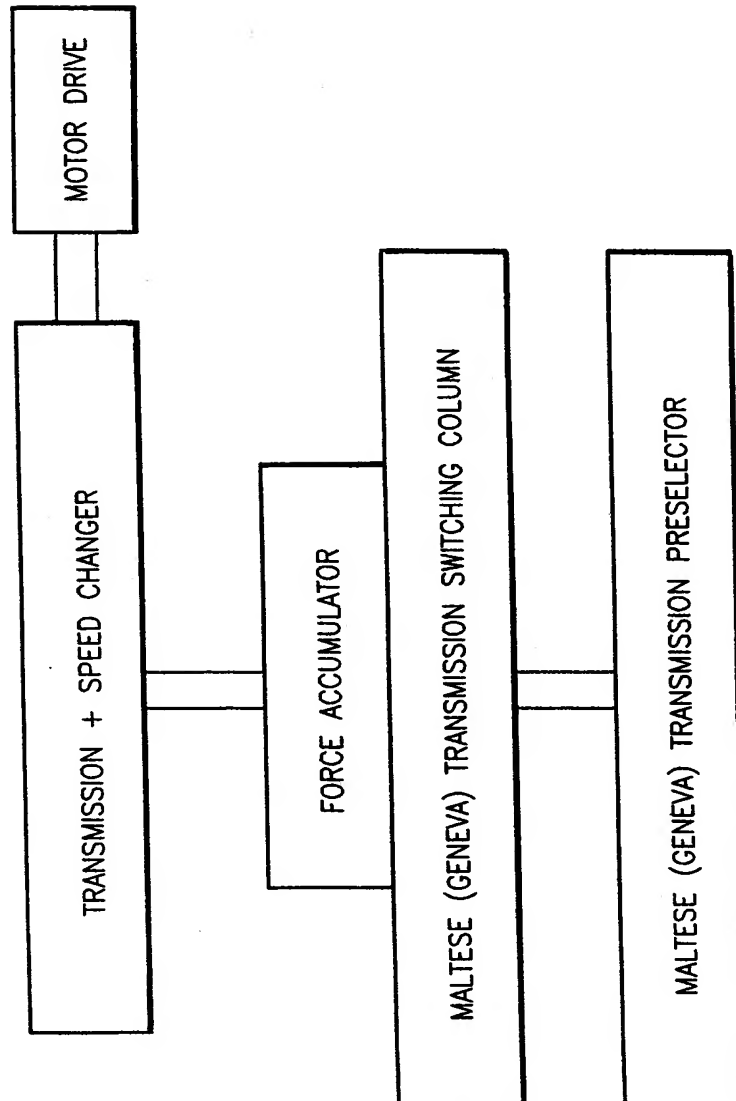 MOTOR DRIVE
TRANSMISSION + SPEED CHANGER
FORCE ACCUMULATOR
MALTESE (GENEVA) TRANSMISSION SWITCHING COLUMN
MALTESE (GENEVA) TRANSMISSION PRESELECTOR